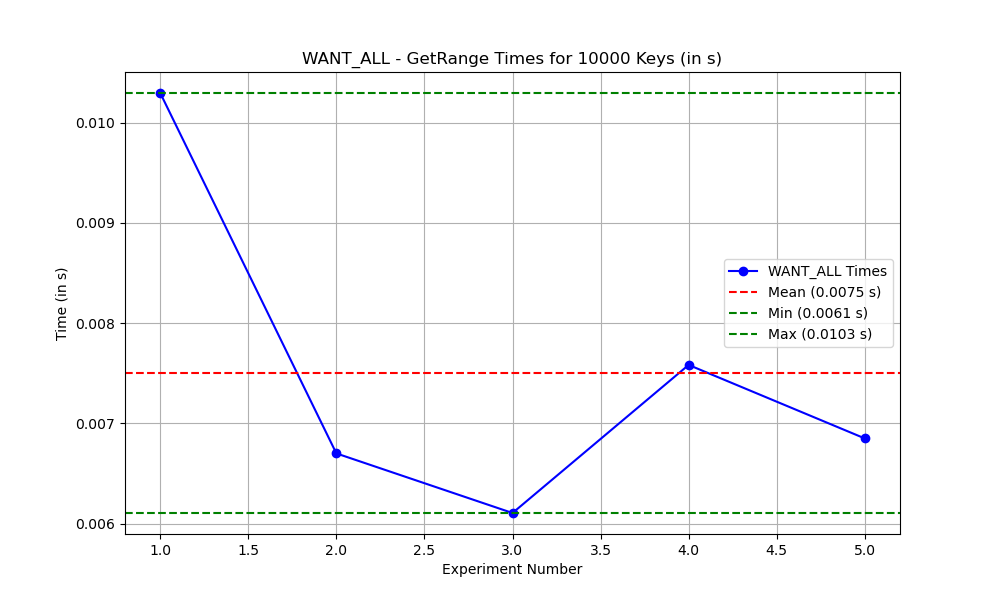 WANT_ALL - GetRange Times for 10000 Keys (in s)
Time (in s)
0.010
0.009
0.008
0.007
0.006
WANT_ALL Times
Mean (0.0075 s)
Min (0.0061 s)
Max (0.0103 s)
1.0 1.5 2.0 2.5 3.0 3.5 4.0 4.5 5.0
Experiment Number